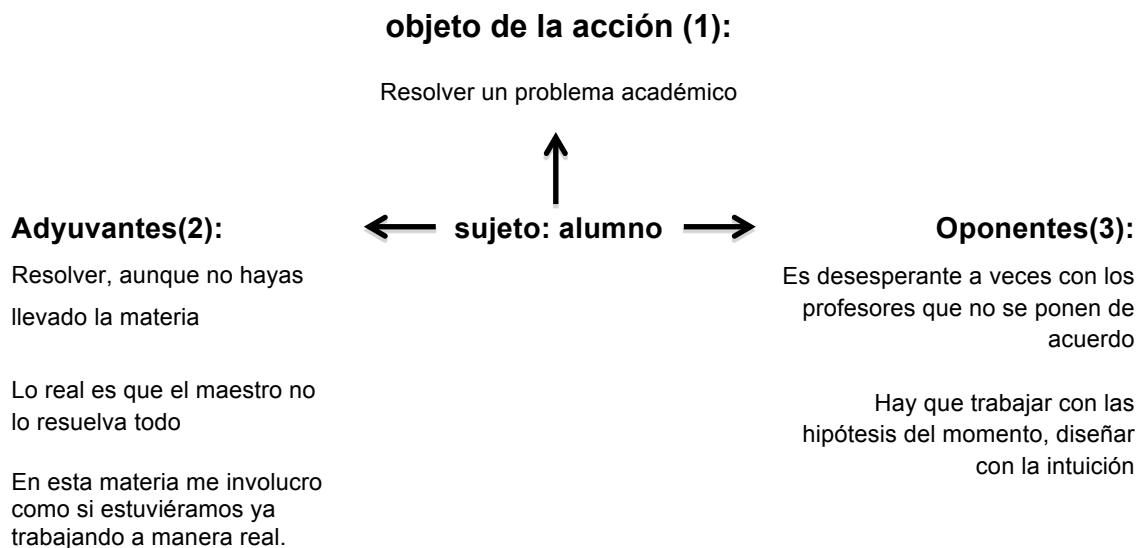 objeto de la acción (1):
Resolver un problema académico
Adyuvantes(2):
sujeto: alumno
Oponentes(3):
Resolver, aunque no hayas
llevado la materia
Lo real es que el maestro no
lo resuelva todo
En esta materia me involucro
como si estuviéramos ya
trabajando a manera real.
Es desesperante a veces con los
profesores que no se ponen de
acuerdo
Hay que trabajar con las
hipótesis del momento, diseñar
con la intuición